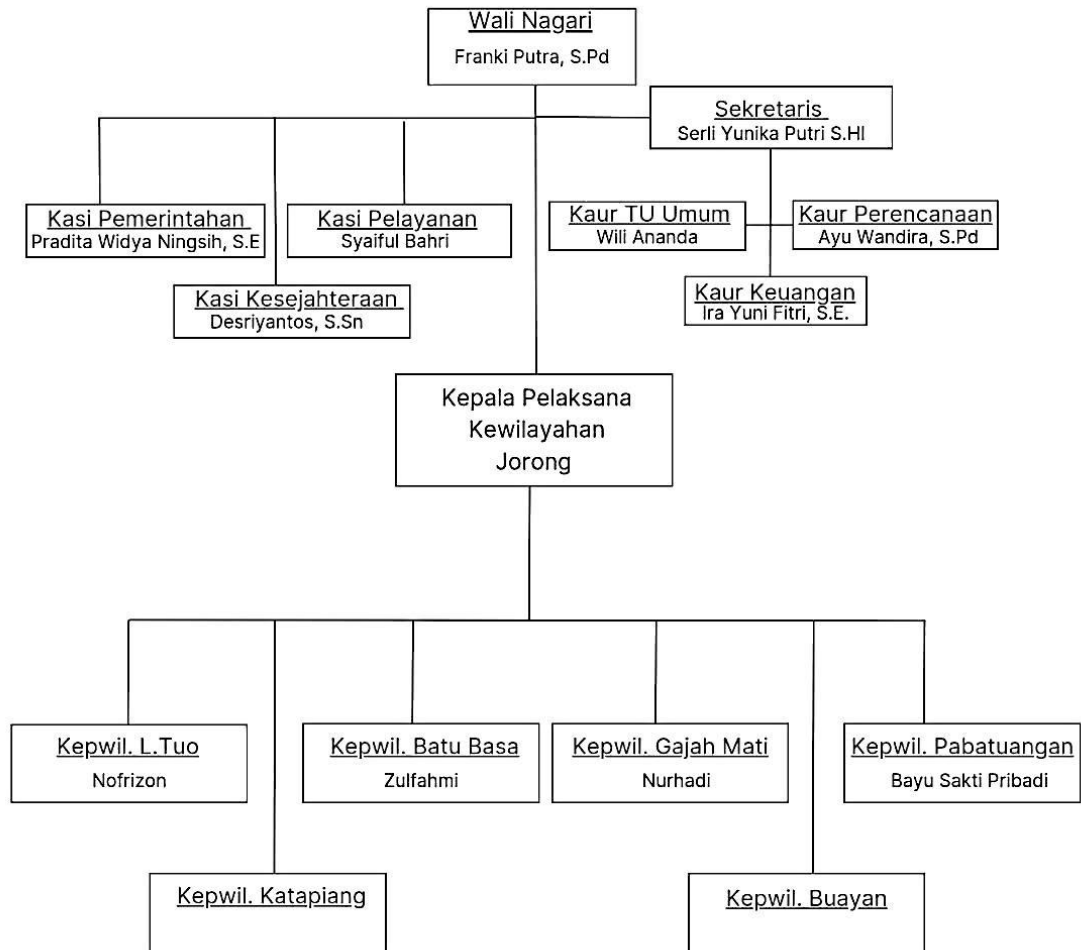 Wali Nagari
Franki Putra, S.Pd
Sekretaris
Serli Yunika Putri S.HI
Kasi Pemerintahan
Pradita Widya Ningsih, S.E
Kasi Pelayanan
Syaiful Bahri
Kaur TU Umum
Wili Ananda
Kaur Perencanaan
Ayu Wandira, S.Pd
Kasi Kesejahteraan
Desriyantos, S.Sn
Kaur Keuangan
Ira Yuni Fitri, S.E.
Kepala Pelaksana
Kewilayahan
Jorong
Kepwil. L.Tuo
Nofrizon
Kepwil. Batu Basa
Zulfahmi
Kepwil. Gajah Mati
Nurhadi
Kepwil. Pabatuangan
Bayu Sakti Pribadi
Kepwil. Katapiang
Kepwil. Buayan